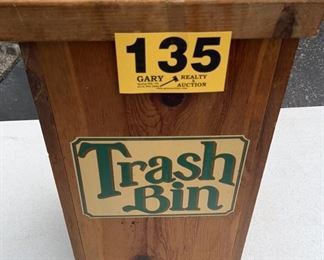 135
GARY REALTY
& AUCTION
Trash
Bin